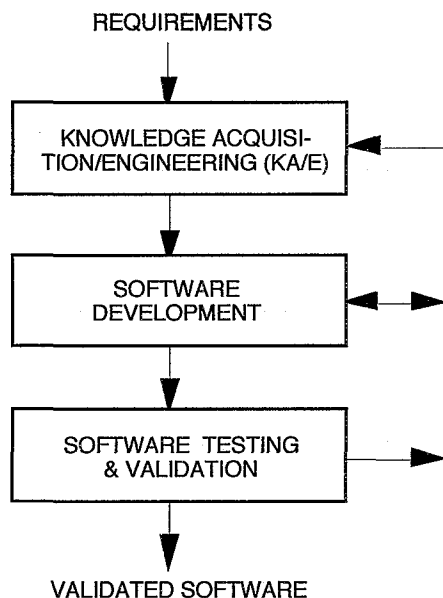 REQUIREMENTS
KNOWLEDGE ACQUISI-
TION/ENGINEERING (KA/E)
SOFTWARE
DEVELOPMENT
SOFTWARE TESTING
& VALIDATION
VALIDATED SOFTWARE